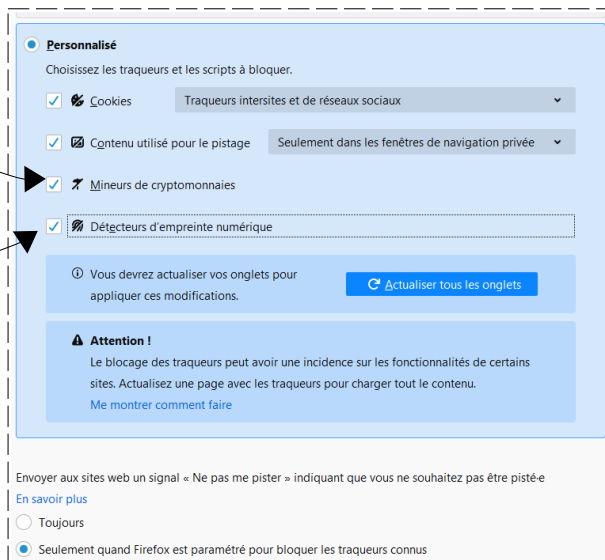 Personnalisé
Choisissez les traqueurs et les scripts à bloquer.
Cookies Traqueurs intersites et de réseaux sociaux
Contenu utilisé pour le pistage Seulement dans les fenêtres de navigation privée
Mineurs de cryptomonnaies
Détecteurs d’empreinte numérique
Vous devrez actualiser vos onglets pour
appliquer ces modifications.
Actualiser tous les onglets
Attention !
Le blocage des traqueurs peut avoir une incidence sur les fonctionnalités de certains
sites. Actualisez une page avec les traqueurs pour charger tout le contenu.
Me montrer comment faire
Envoyer aux sites web un signal « Ne pas me pister » indiquant que vous ne souhaitez pas être pisté·e
En savoir plus
Toujours
Seulement quand Firefox est paramétré pour bloquer les traqueurs connus